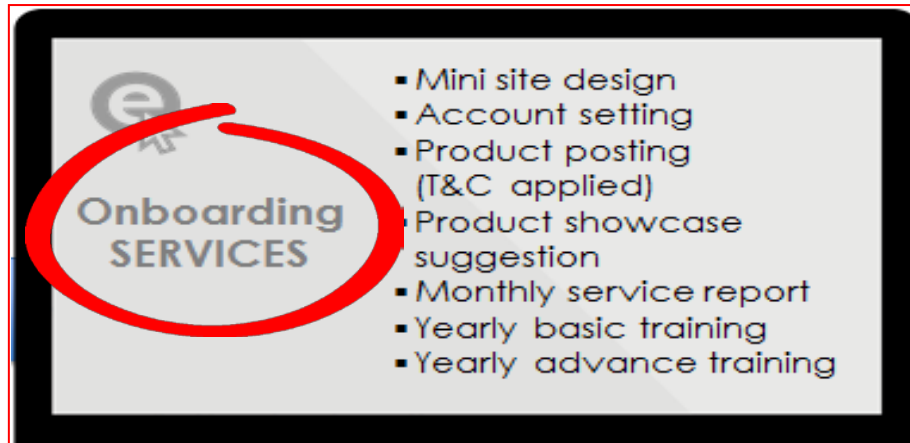 e
Onboarding
SERVICES
▪ Mini site design
▪ Account setting
▪ Product posting
(T&C applied)
Product showcase
suggestion
▪ Monthly service report
▪ Yearly basic training
▪ Yearly advance training